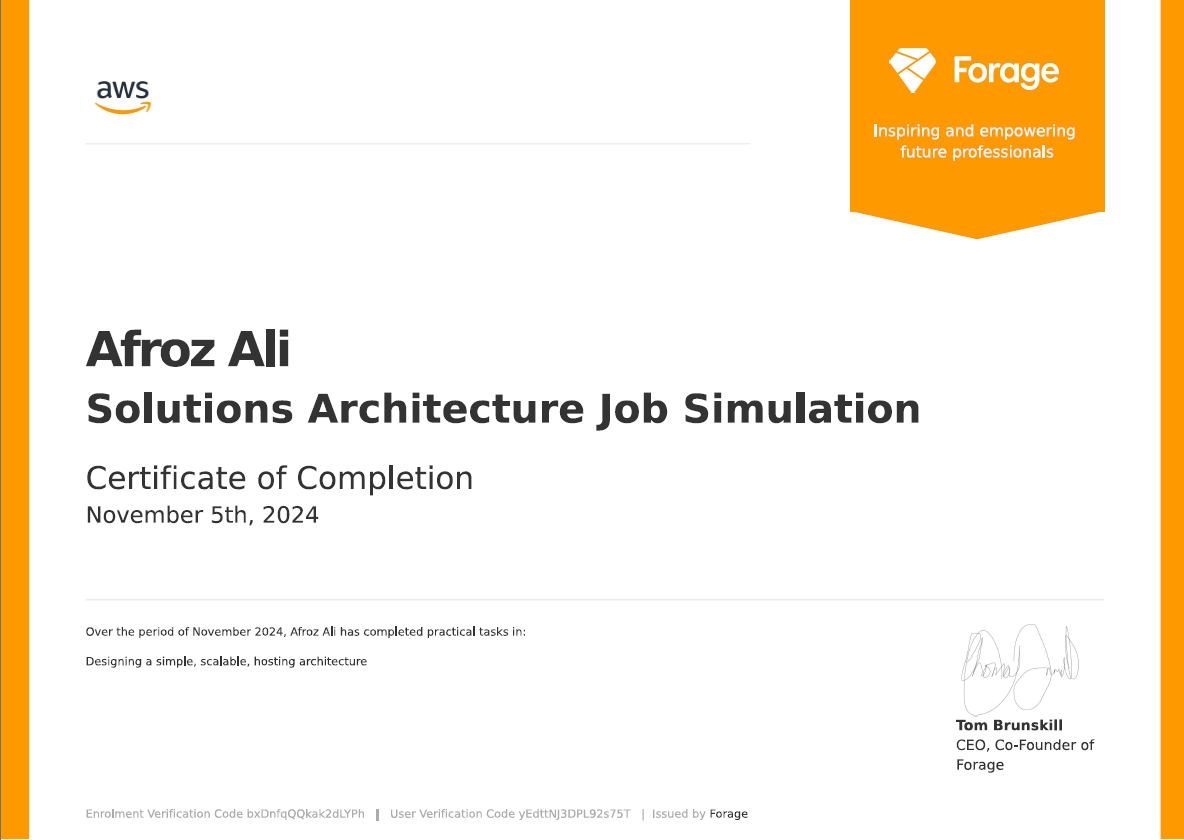 aws
Forage
Inspiring and empowering
future professionals
Afroz Ali
Solutions Architecture Job Simulation
Certificate of Completion
November 5th, 2024
Over the period of November 2024, Afroz Ali has completed practical tasks in:
Designing a simple, scalable, hosting architecture
Tom Brunskill
CEO, Co-Founder of
Forage
Enrolment Verification Code bxDnfqQQkak2dLYPh | User Verification Code yEdttNJ3DPL92s75T | Issued by Forage